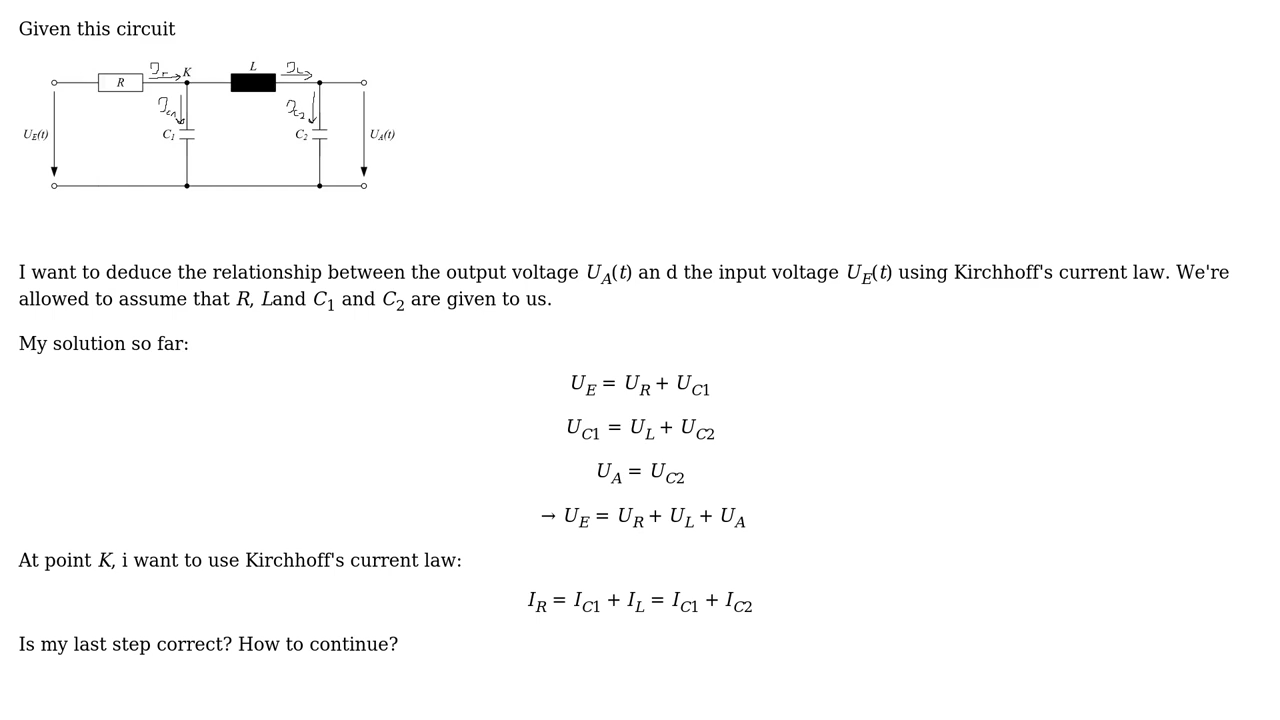 Given this circuit
I_r K L I_L
R
I_C1 I_C2
U_E(t) C_1 C_2 U_A(t)
I want to deduce the relationship between the output voltage U_A(t) an d the input voltage U_E(t) using Kirchhoff's current law. We're
allowed to assume that R, Land C_1 and C_2 are given to us.
My solution so far:
U_E = U_R + U_C1
U_C1 = U_L + U_C2
U_A = U_C2
→ U_E = U_R + U_L + U_A
At point K, i want to use Kirchhoff's current law:
I_R = I_C1 + I_L = I_C1 + I_C2
Is my last step correct? How to continue?